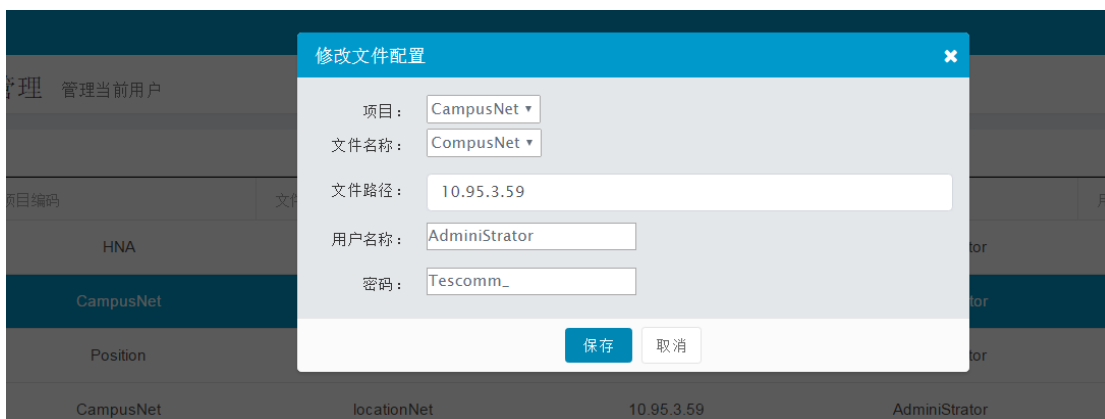 修改文件配置
管理 管理当前用户
项目： CampusNet
文件名称： CompusNet
文件路径： 10.95.3.59
项目编码
用户名称： AdminiStrator
HNA
密码： Tescomm_
CampusNet
保存 取消
Position
CampusNet locationNet 10.95.3.59 AdminiStrator